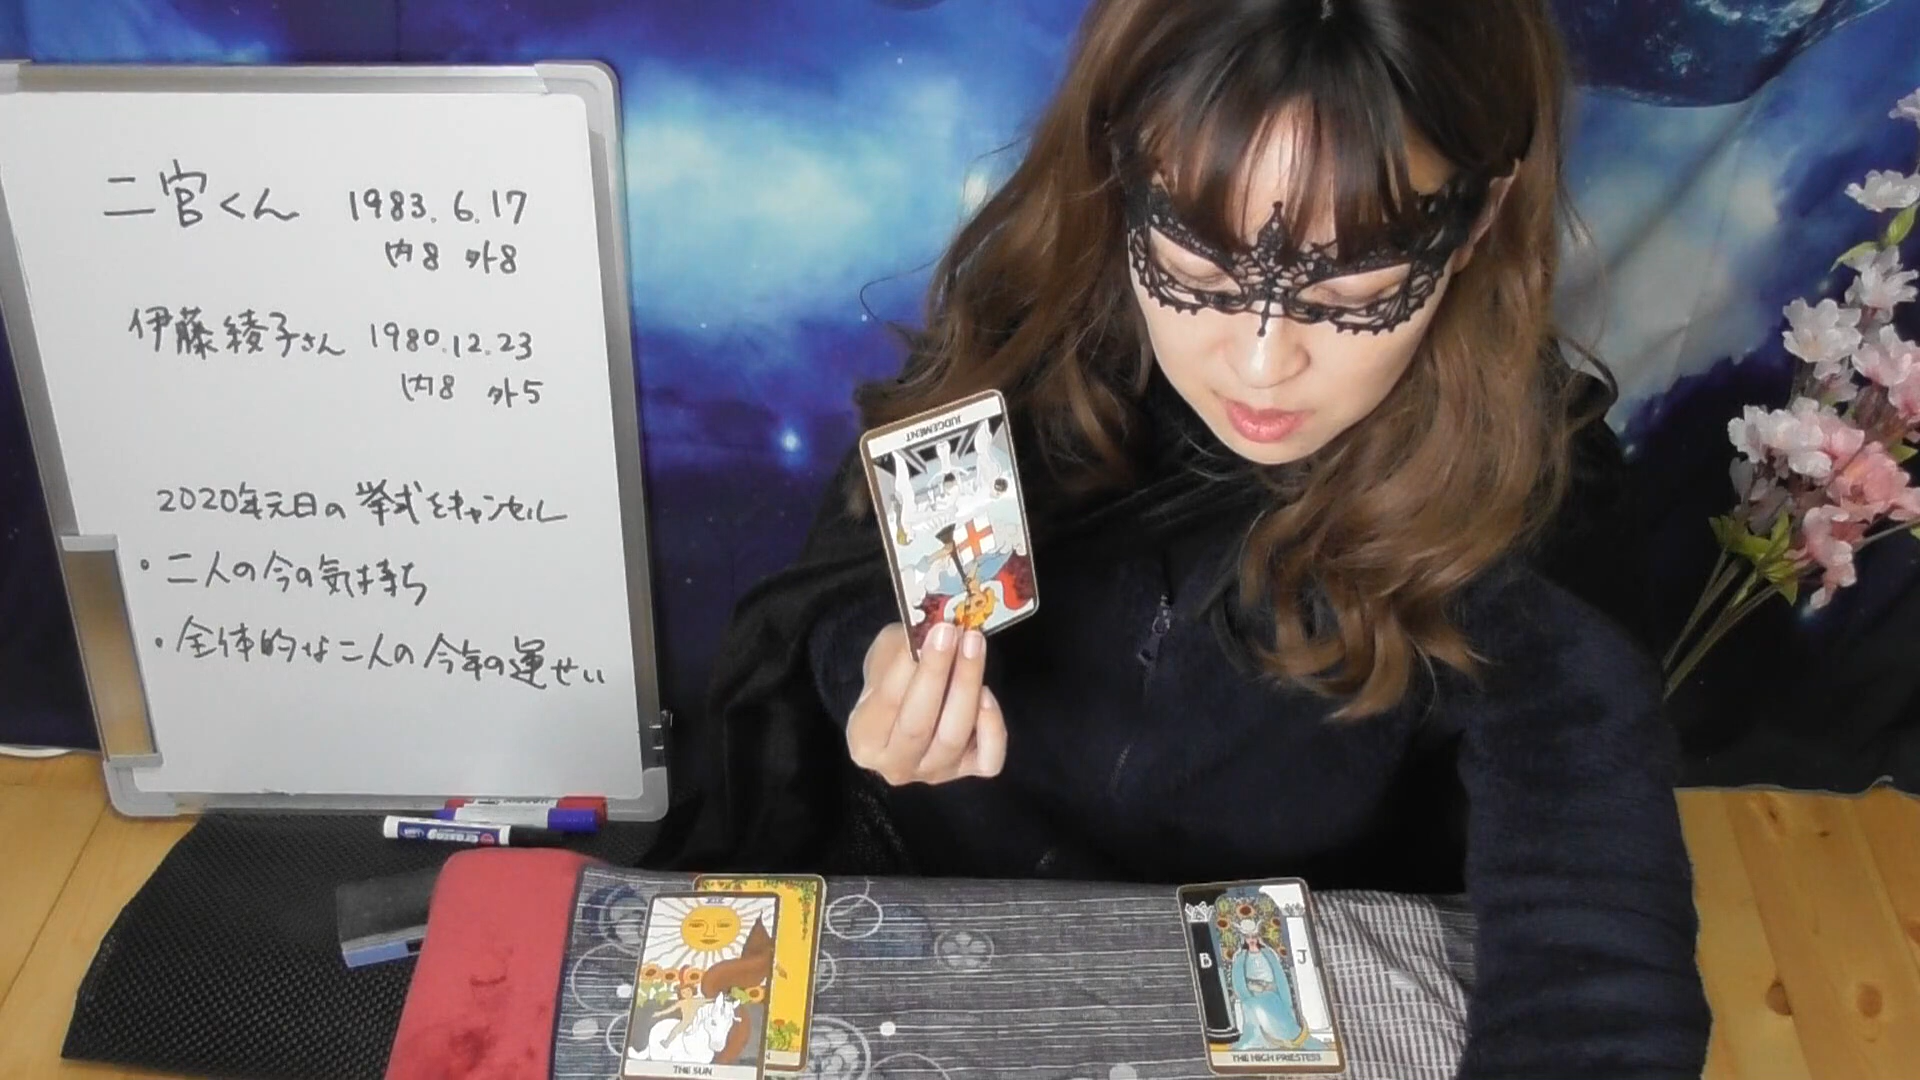 二宮くん 1983.6.17
内8 外8
伊藤綾子さん 1980.12.23
内8 外5
2020年元日の挙式をキャンセル
・二人の今の気持ち
・全体的な二人の今年の運せい
JUDGEMENT
XIX
THE SUN
B J
THE HIGH PRIESTESS